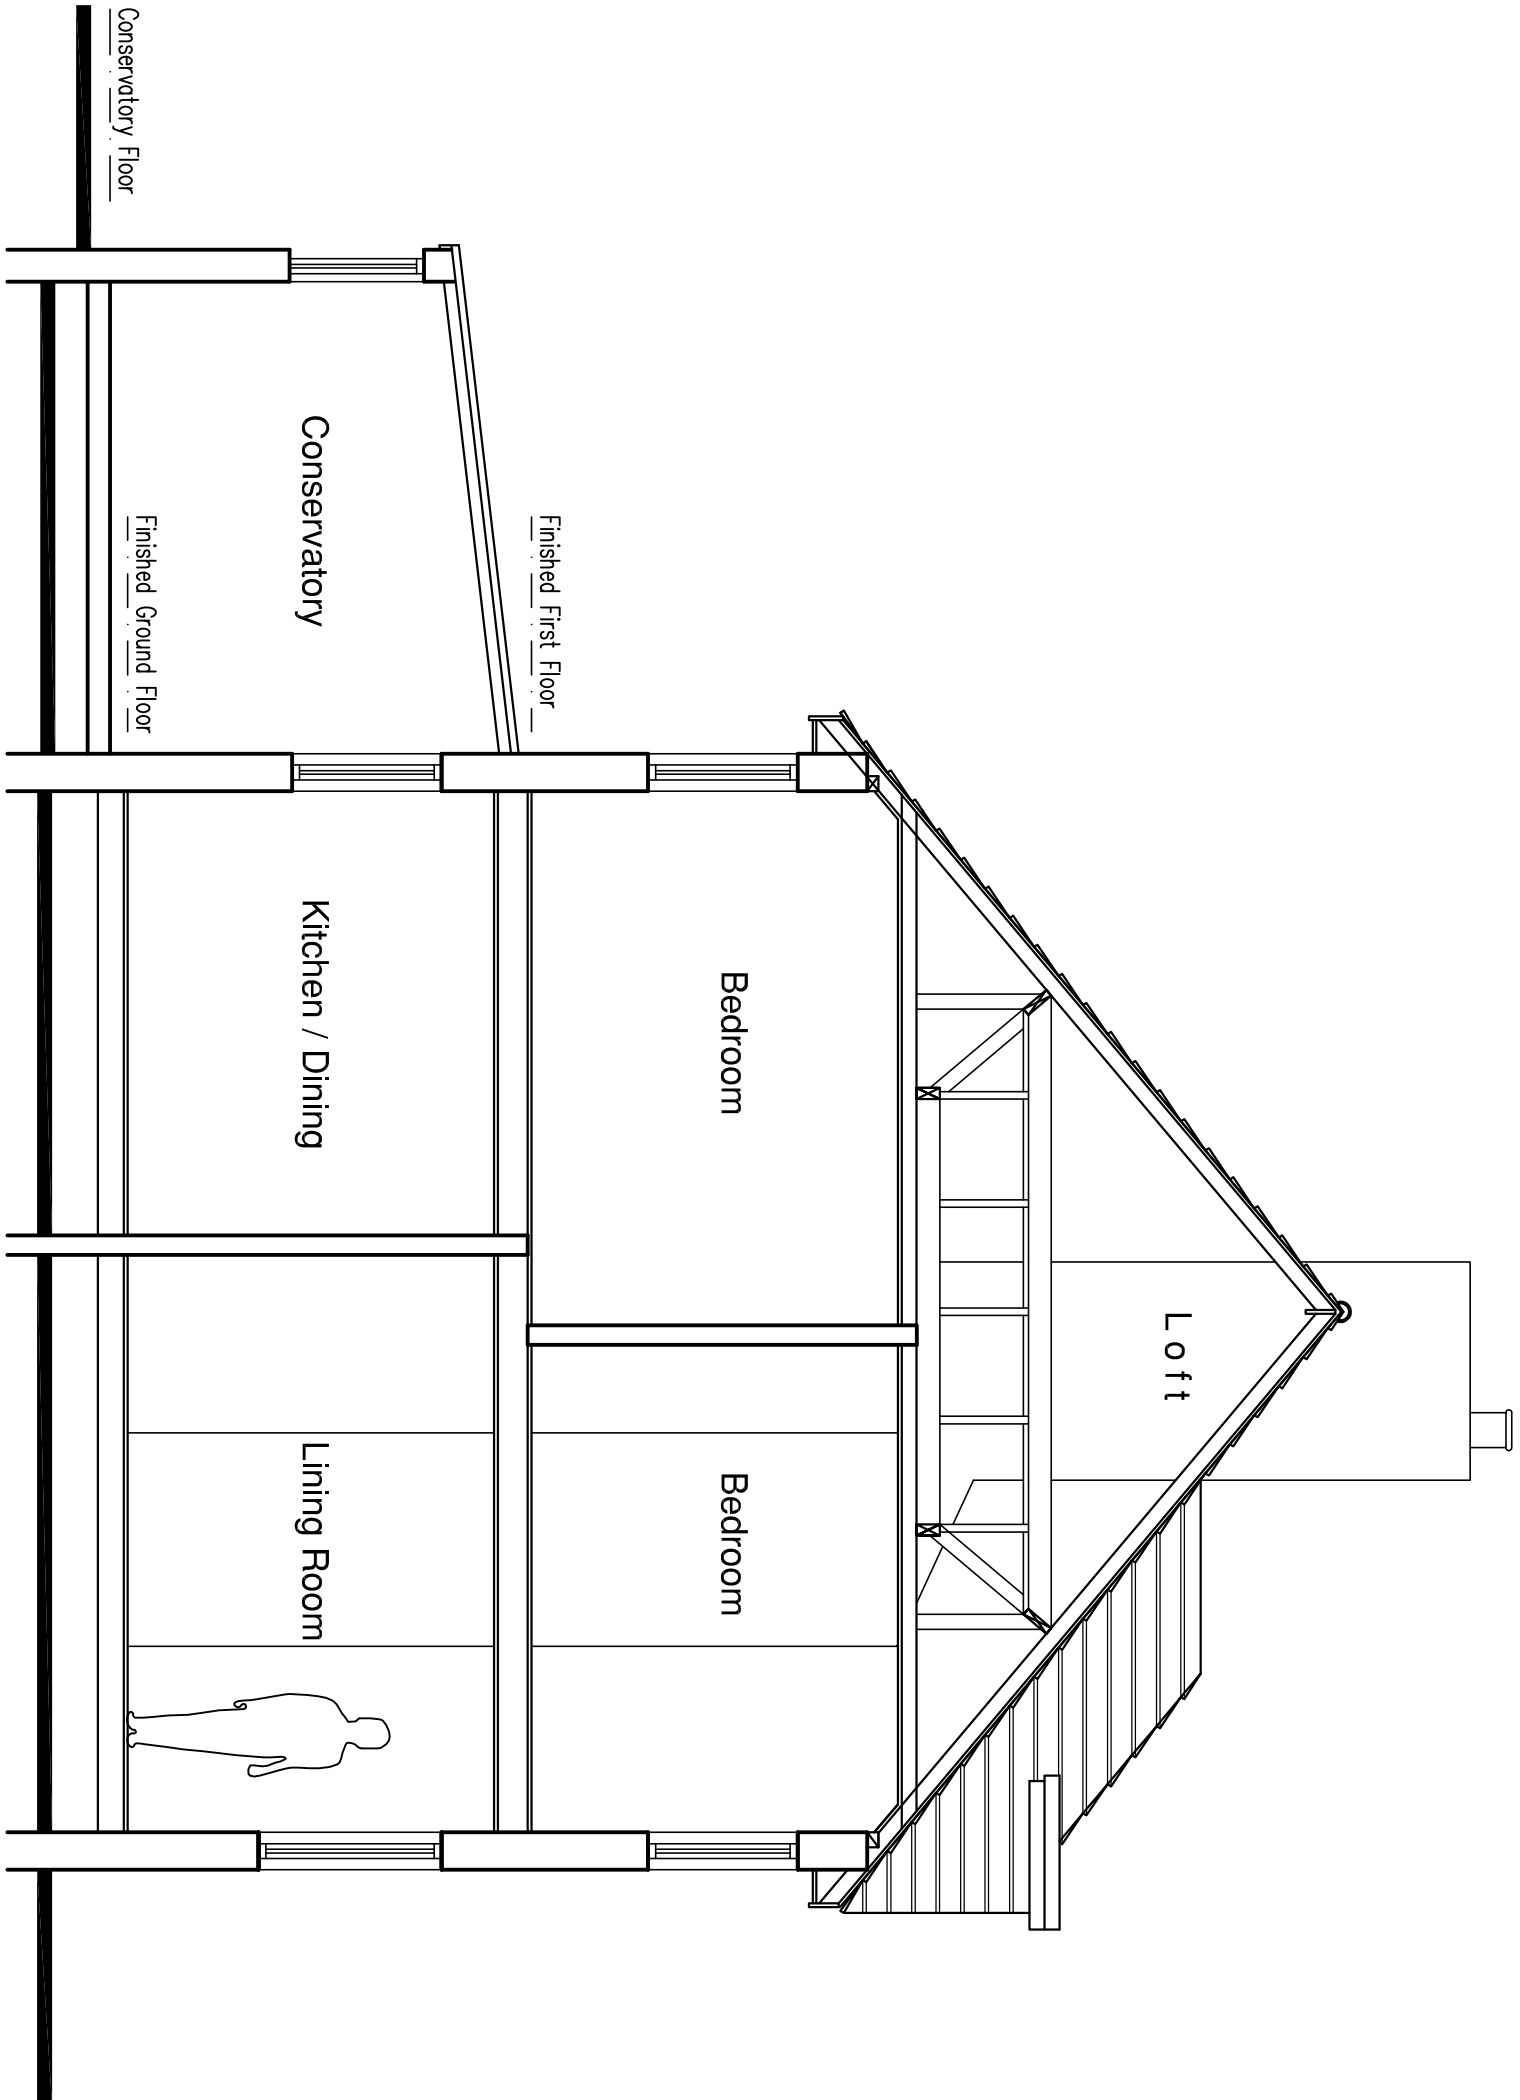 Loft
Bedroom
Bedroom
Finished First Floor
Conservatory
Kitchen / Dining
Lining Room
Finished Ground Floor
Conservatory Floor